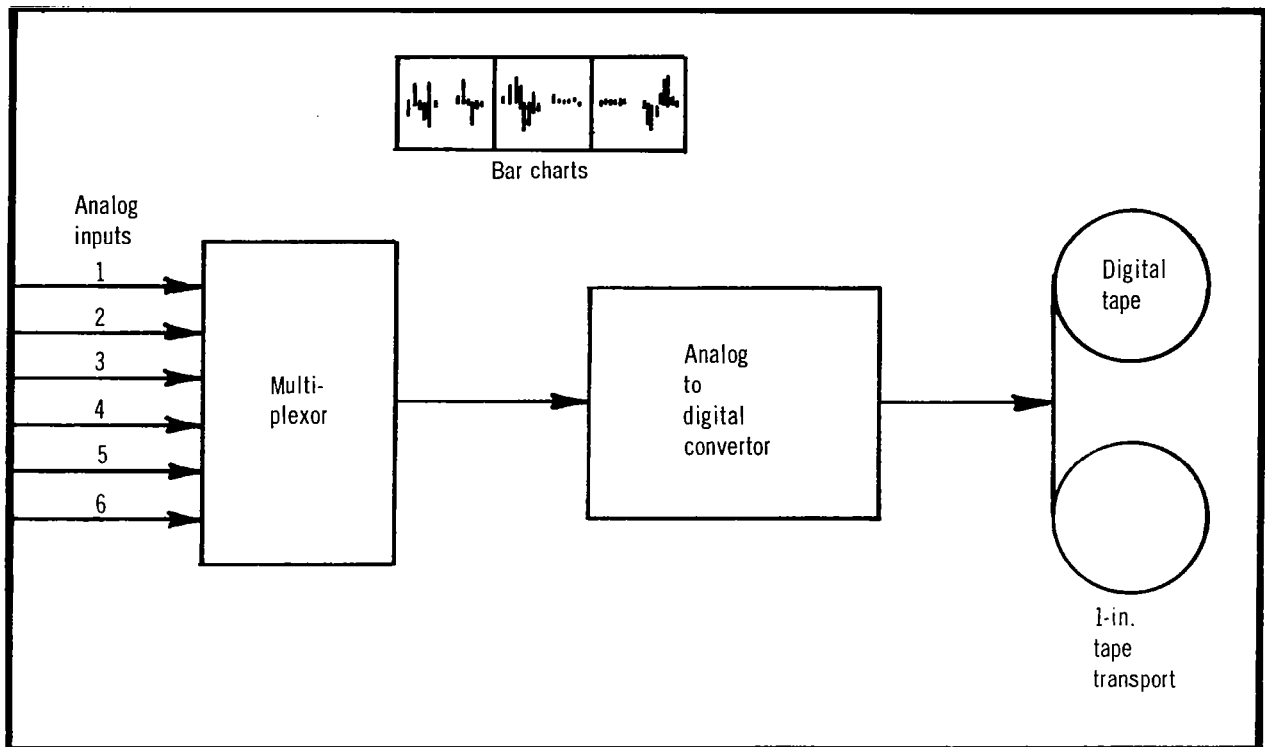 Bar charts
Analog
inputs
1
2
3
4
5
6
Multi-
plexor
Analog
to
digital
convertor
Digital
tape
1-in.
tape
transport